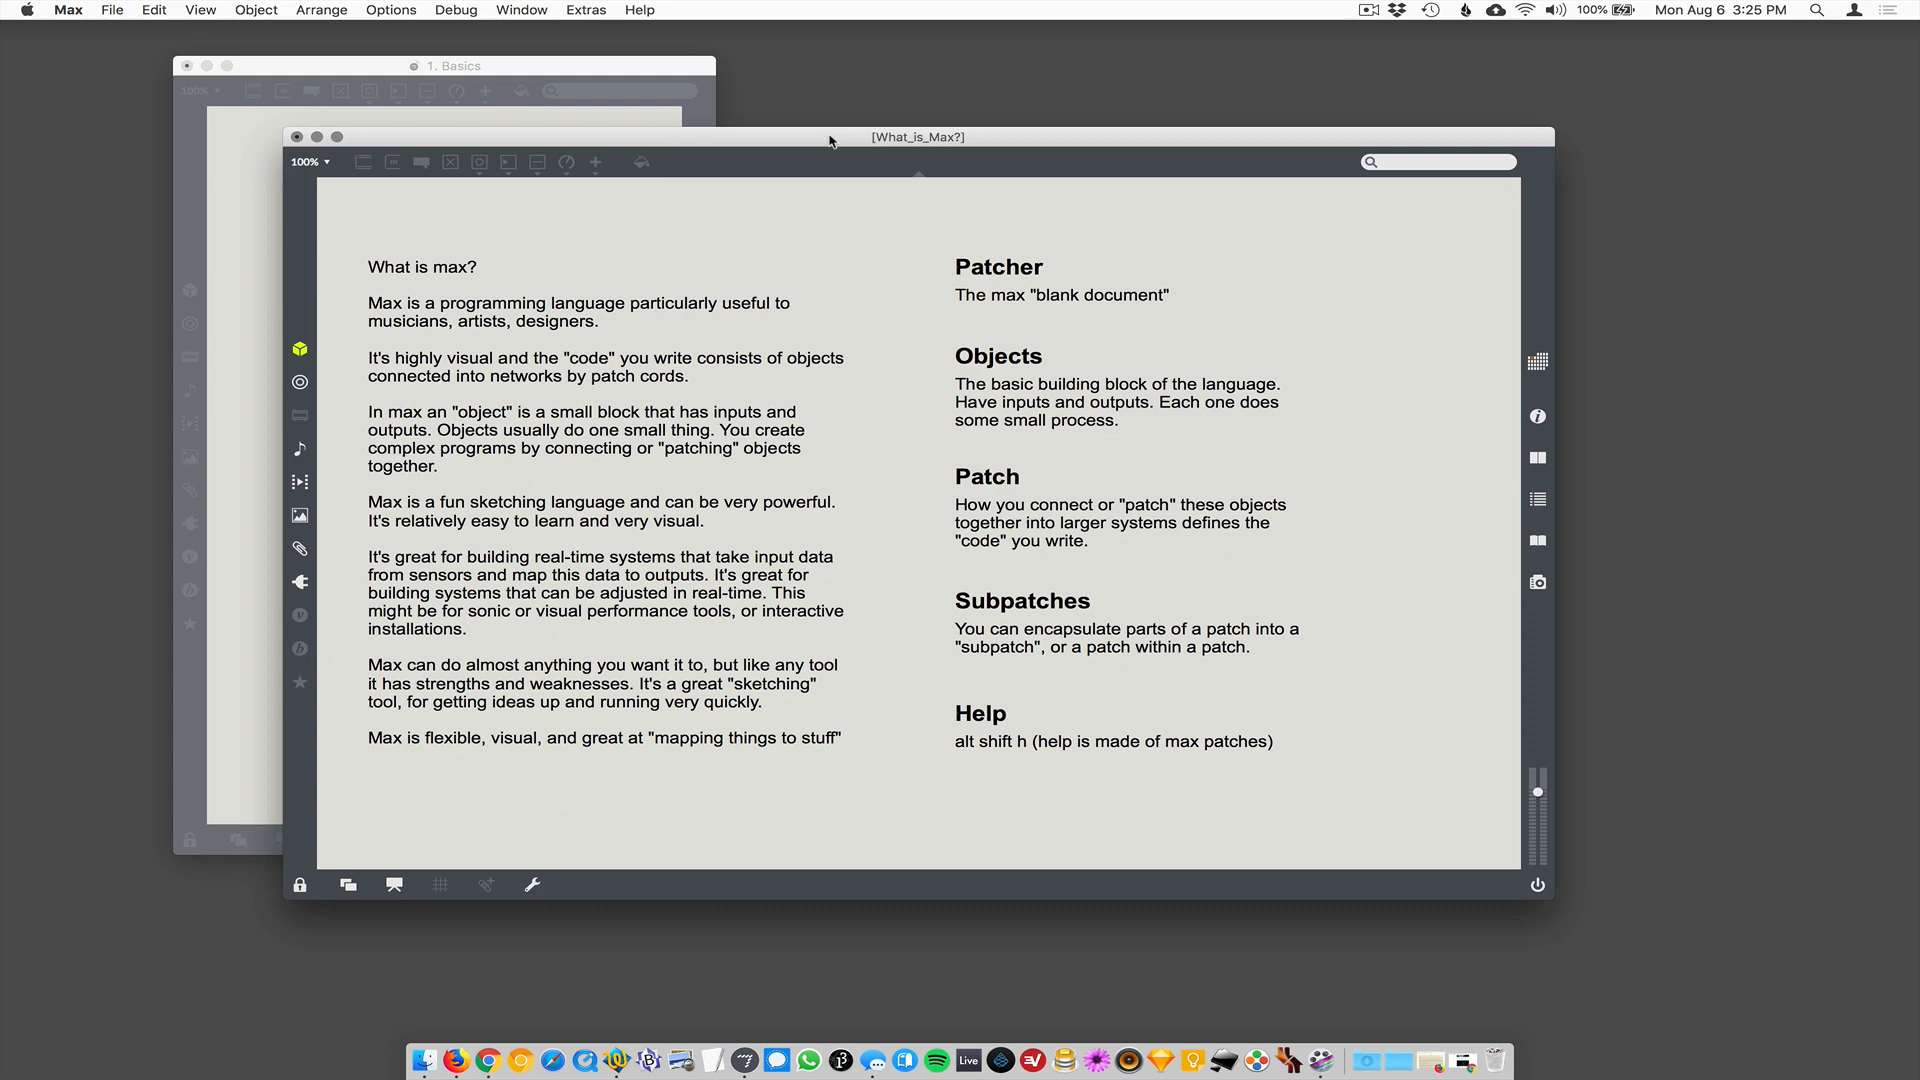 Max File Edit View Object Arrange Options Debug Window Extras Help
100% Mon Aug 6 3:25 PM
1. Basics
100%
[What_is_Max?]
100%
What is max?
Max is a programming language particularly useful to
musicians, artists, designers.
It's highly visual and the "code" you write consists of objects
connected into networks by patch cords.
In max an "object" is a small block that has inputs and
outputs. Objects usually do one small thing. You create
complex programs by connecting or "patching" objects
together.
Max is a fun sketching language and can be very powerful.
It's relatively easy to learn and very visual.
It's great for building real-time systems that take input data
from sensors and map this data to outputs. It's great for
building systems that can be adjusted in real-time. This
might be for sonic or visual performance tools, or interactive
installations.
Max can do almost anything you want it to, but like any tool
it has strengths and weaknesses. It's a great "sketching"
tool, for getting ideas up and running very quickly.
Max is flexible, visual, and great at "mapping things to stuff"
Patcher
The max "blank document"
Objects
The basic building block of the language.
Have inputs and outputs. Each one does
some small process.
Patch
How you connect or "patch" these objects
together into larger systems defines the
"code" you write.
Subpatches
You can encapsulate parts of a patch into a
"subpatch", or a patch within a patch.
Help
alt shift h (help is made of max patches)
Live